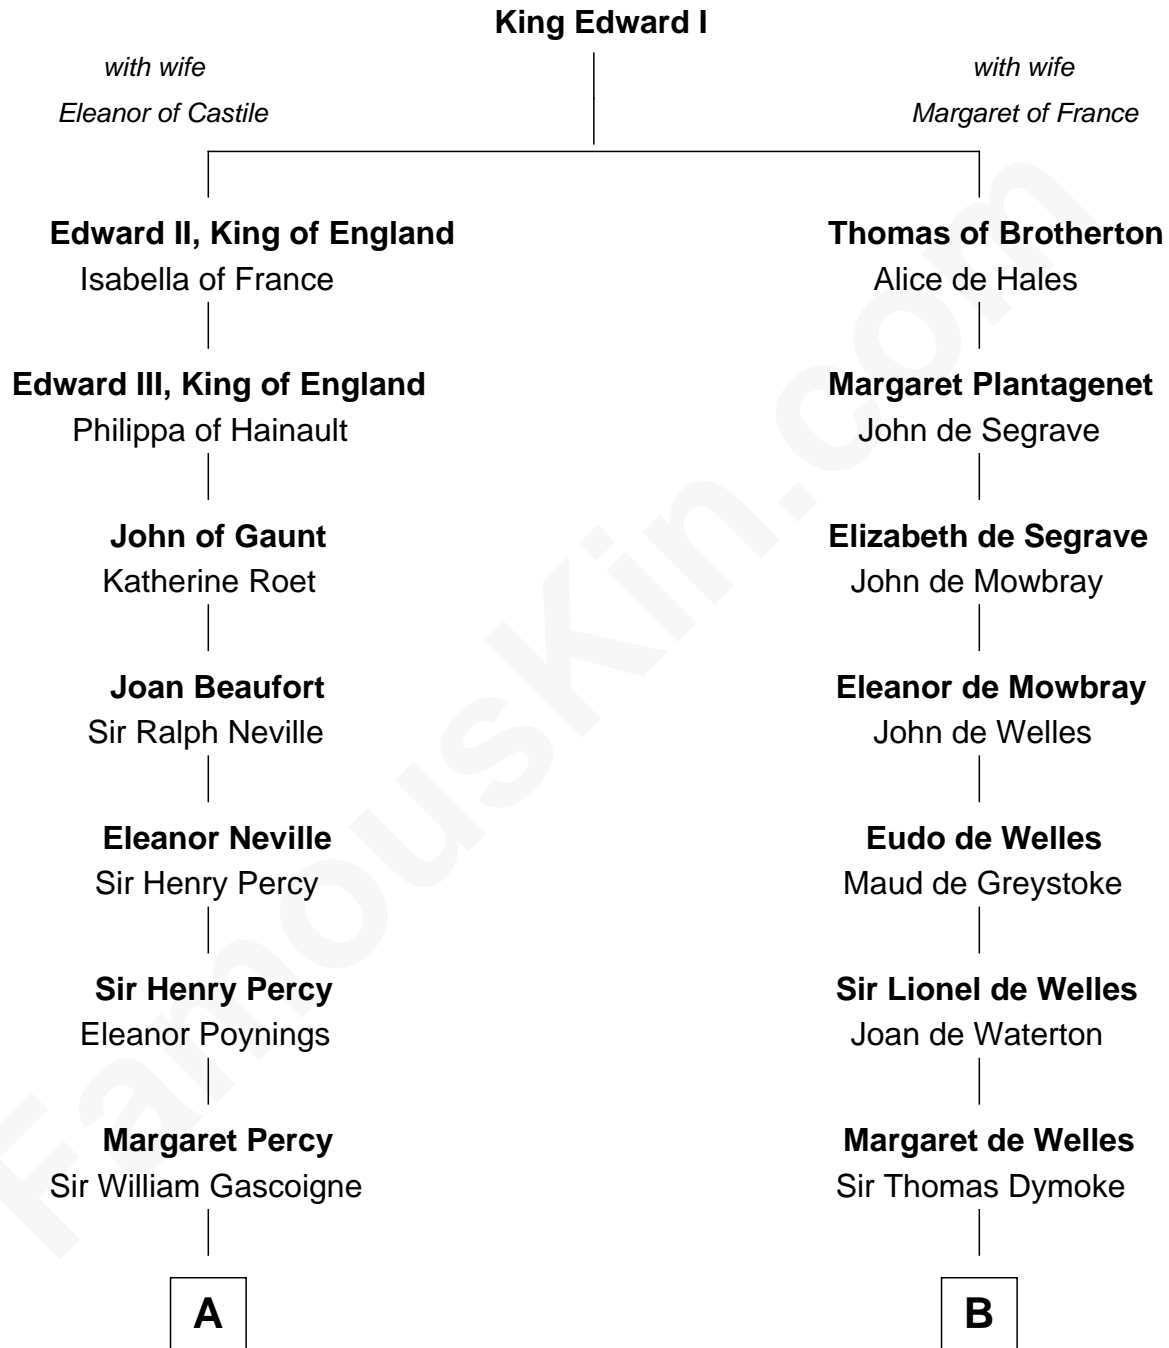 King Edward I
with wife
Eleanor of Castile
with wife
Margaret of France
Edward II, King of England
Isabella of France
Thomas of Brotherton
Alice de Hales
Edward III, King of England
Philippa of Hainault
Margaret Plantagenet
John de Segrave
John of Gaunt
Katherine Roet
Elizabeth de Segrave
John de Mowbray
Joan Beaufort
Sir Ralph Neville
Eleanor de Mowbray
John de Welles
Eleanor Neville
Sir Henry Percy
Eudo de Welles
Maud de Greystoke
Sir Henry Percy
Eleanor Poynings
Sir Lionel de Welles
Joan de Waterton
Margaret Percy
Sir William Gascoigne
Margaret de Welles
Sir Thomas Dymoke
A
B
FamousKin.com